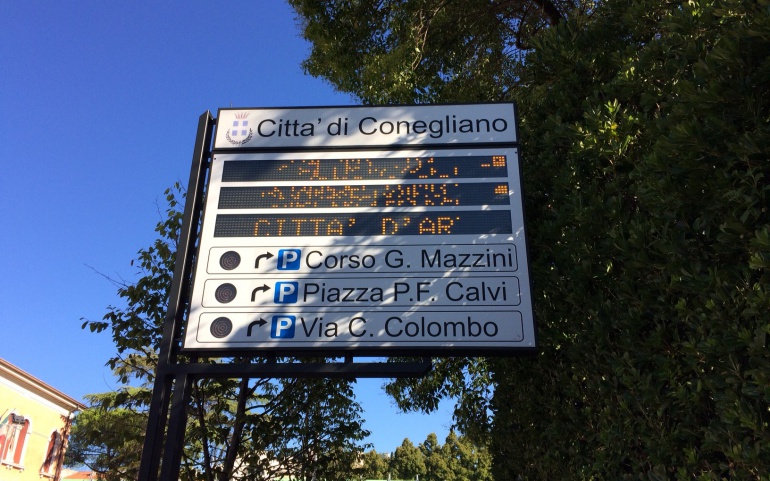 Citta' di Conegliano
CITTA' D'AR
P Corso G. Mazzini
P Piazza P.F. Calvi
P Via C. Colombo